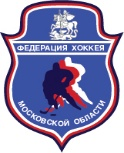 ФЕДЕРАЦИЯ ХОККЕЯ
МОСКОВСКОЙ ОБЛАСТИ